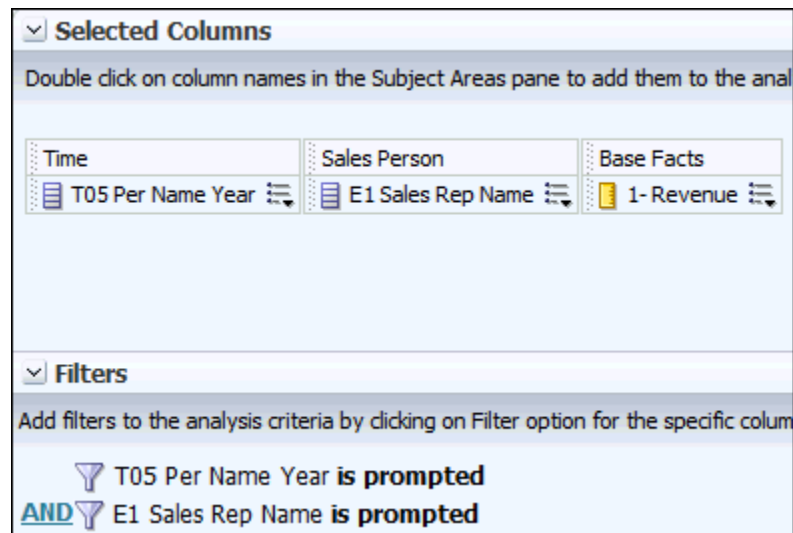 Selected Columns
Double click on column names in the Subject Areas pane to add them to the anal
Time Sales Person Base Facts
T05 Per Name Year E1 Sales Rep Name 1- Revenue
Filters
Add filters to the analysis criteria by clicking on Filter option for the specific colum
T05 Per Name Year is prompted
AND E1 Sales Rep Name is prompted